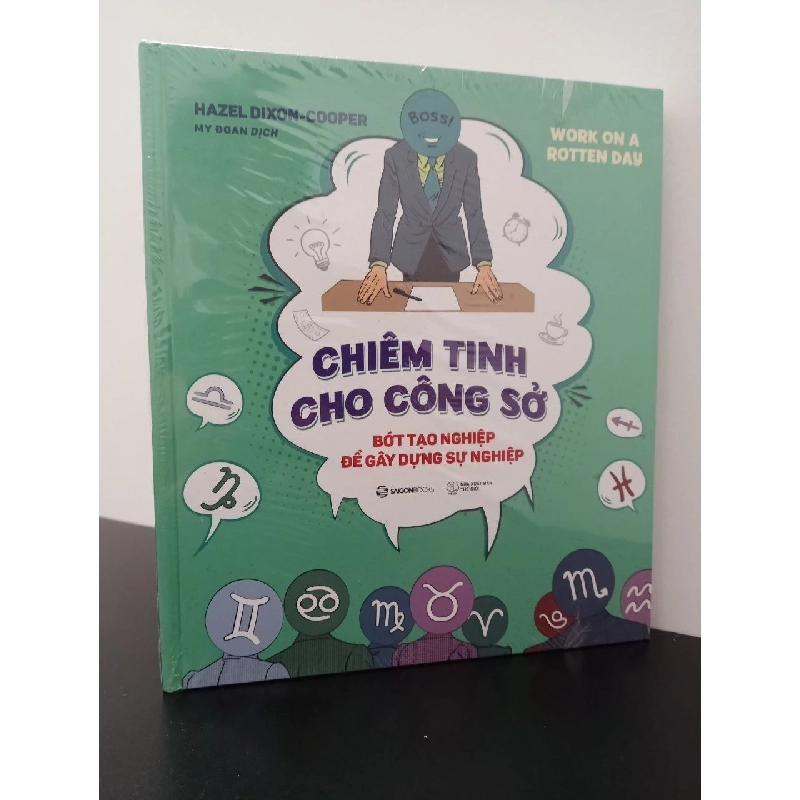 HAZEL DIXON-COOPER
MY ĐOAN DỊCH
BOSS!
WORK ON A
ROTTEN DAY
CHIÊM TINH
CHO CÔNG SỞ
BỚT TẠO NGHIỆP
ĐỂ GÂY DỰNG SỰ NGHIỆP
SAIGONBOOKS